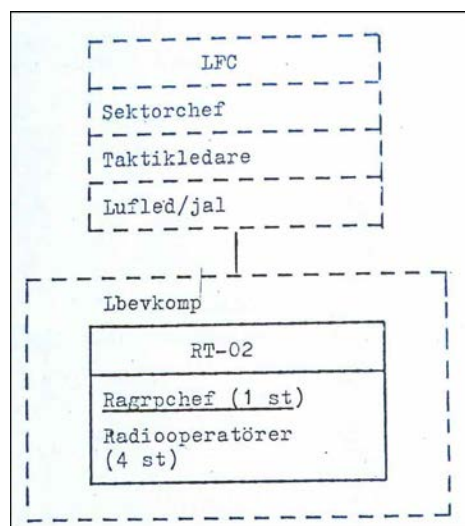 LFC
Sektorchef
Taktikledare
Lufled/jal
Lbevkomp
RT-02
Ragrpchef (1 st)
Radiooperatörer
(4 st)